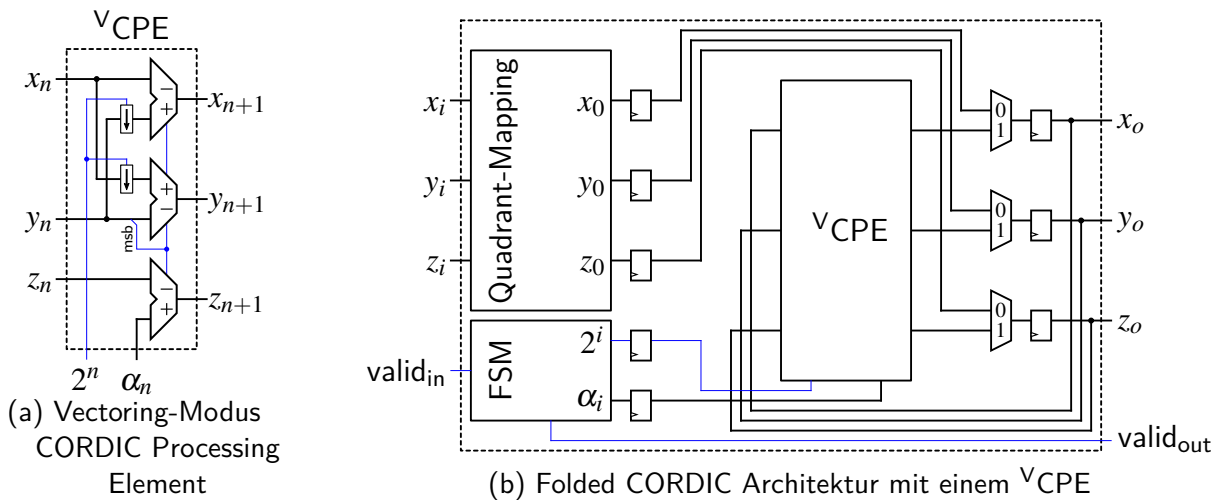 ⱽCPE
xₙ
−
+
xₙ₊₁
↓
↓
+
−
yₙ₊₁
yₙ
msb
zₙ
−
+
zₙ₊₁
2ⁿ
αₙ
(a) Vectoring-Modus
CORDIC Processing
Element
Quadrant-Mapping
xᵢ
x₀
yᵢ
y₀
zᵢ
z₀
FSM
validᵢₙ
2ⁱ
αᵢ
ⱽCPE
0
1
xₒ
0
1
yₒ
0
1
zₒ
valid_out
(b) Folded CORDIC Architektur mit einem ⱽCPE